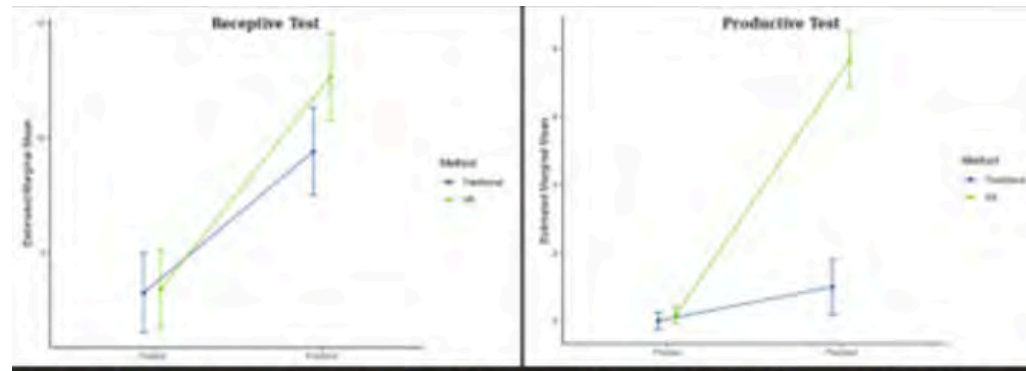 Receptive Test
Estimated Marginal Mean
Method
Traditional
VR
Pretest
Posttest
Productive Test
Estimated Marginal Mean
Method
Traditional
VR
Pretest
Posttest